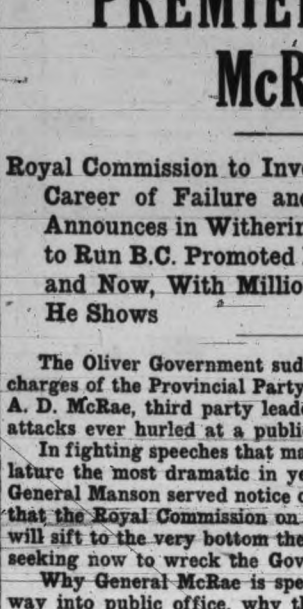 PREMIE
McR
Royal Commission to Inv
Career of Failure an
Announces in Witherin
to Run B.C. Promoted
and Now, With Millio
He Shows
The Oliver Government sud
charges of the Provincial Party
A. D. McRae, third party lead
attacks ever hurled at a publi
In fighting speeches that ma
lature the most dramatic in ye
General Manson served notice o
that the Royal Commission on
will sift to the very bottom the
seeking now to wreck the Gov
Why General McRae is spe
way into public office, why th